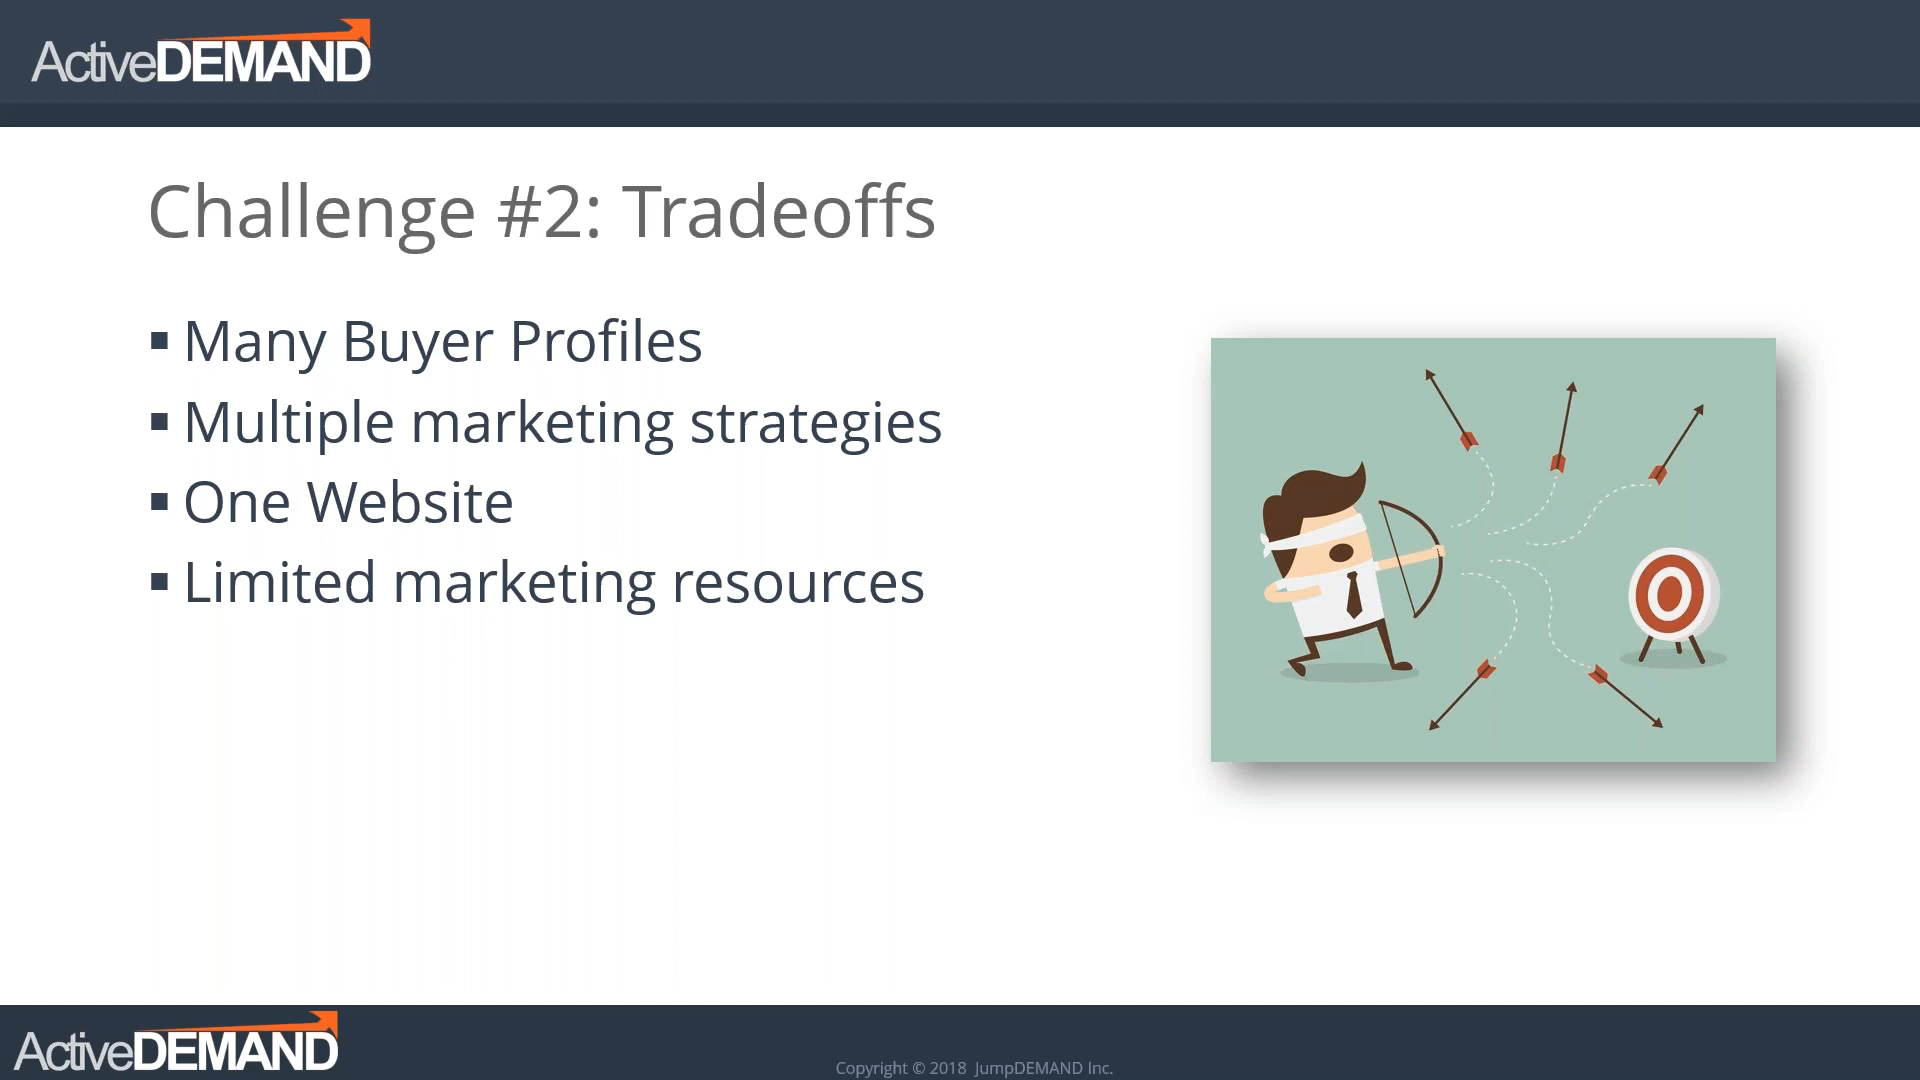 ActiveDEMAND
Challenge #2: Tradeoffs
▪ Many Buyer Profiles
▪ Multiple marketing strategies
▪ One Website
▪ Limited marketing resources
ActiveDEMAND
Copyright © 2018 JumpDEMAND Inc.